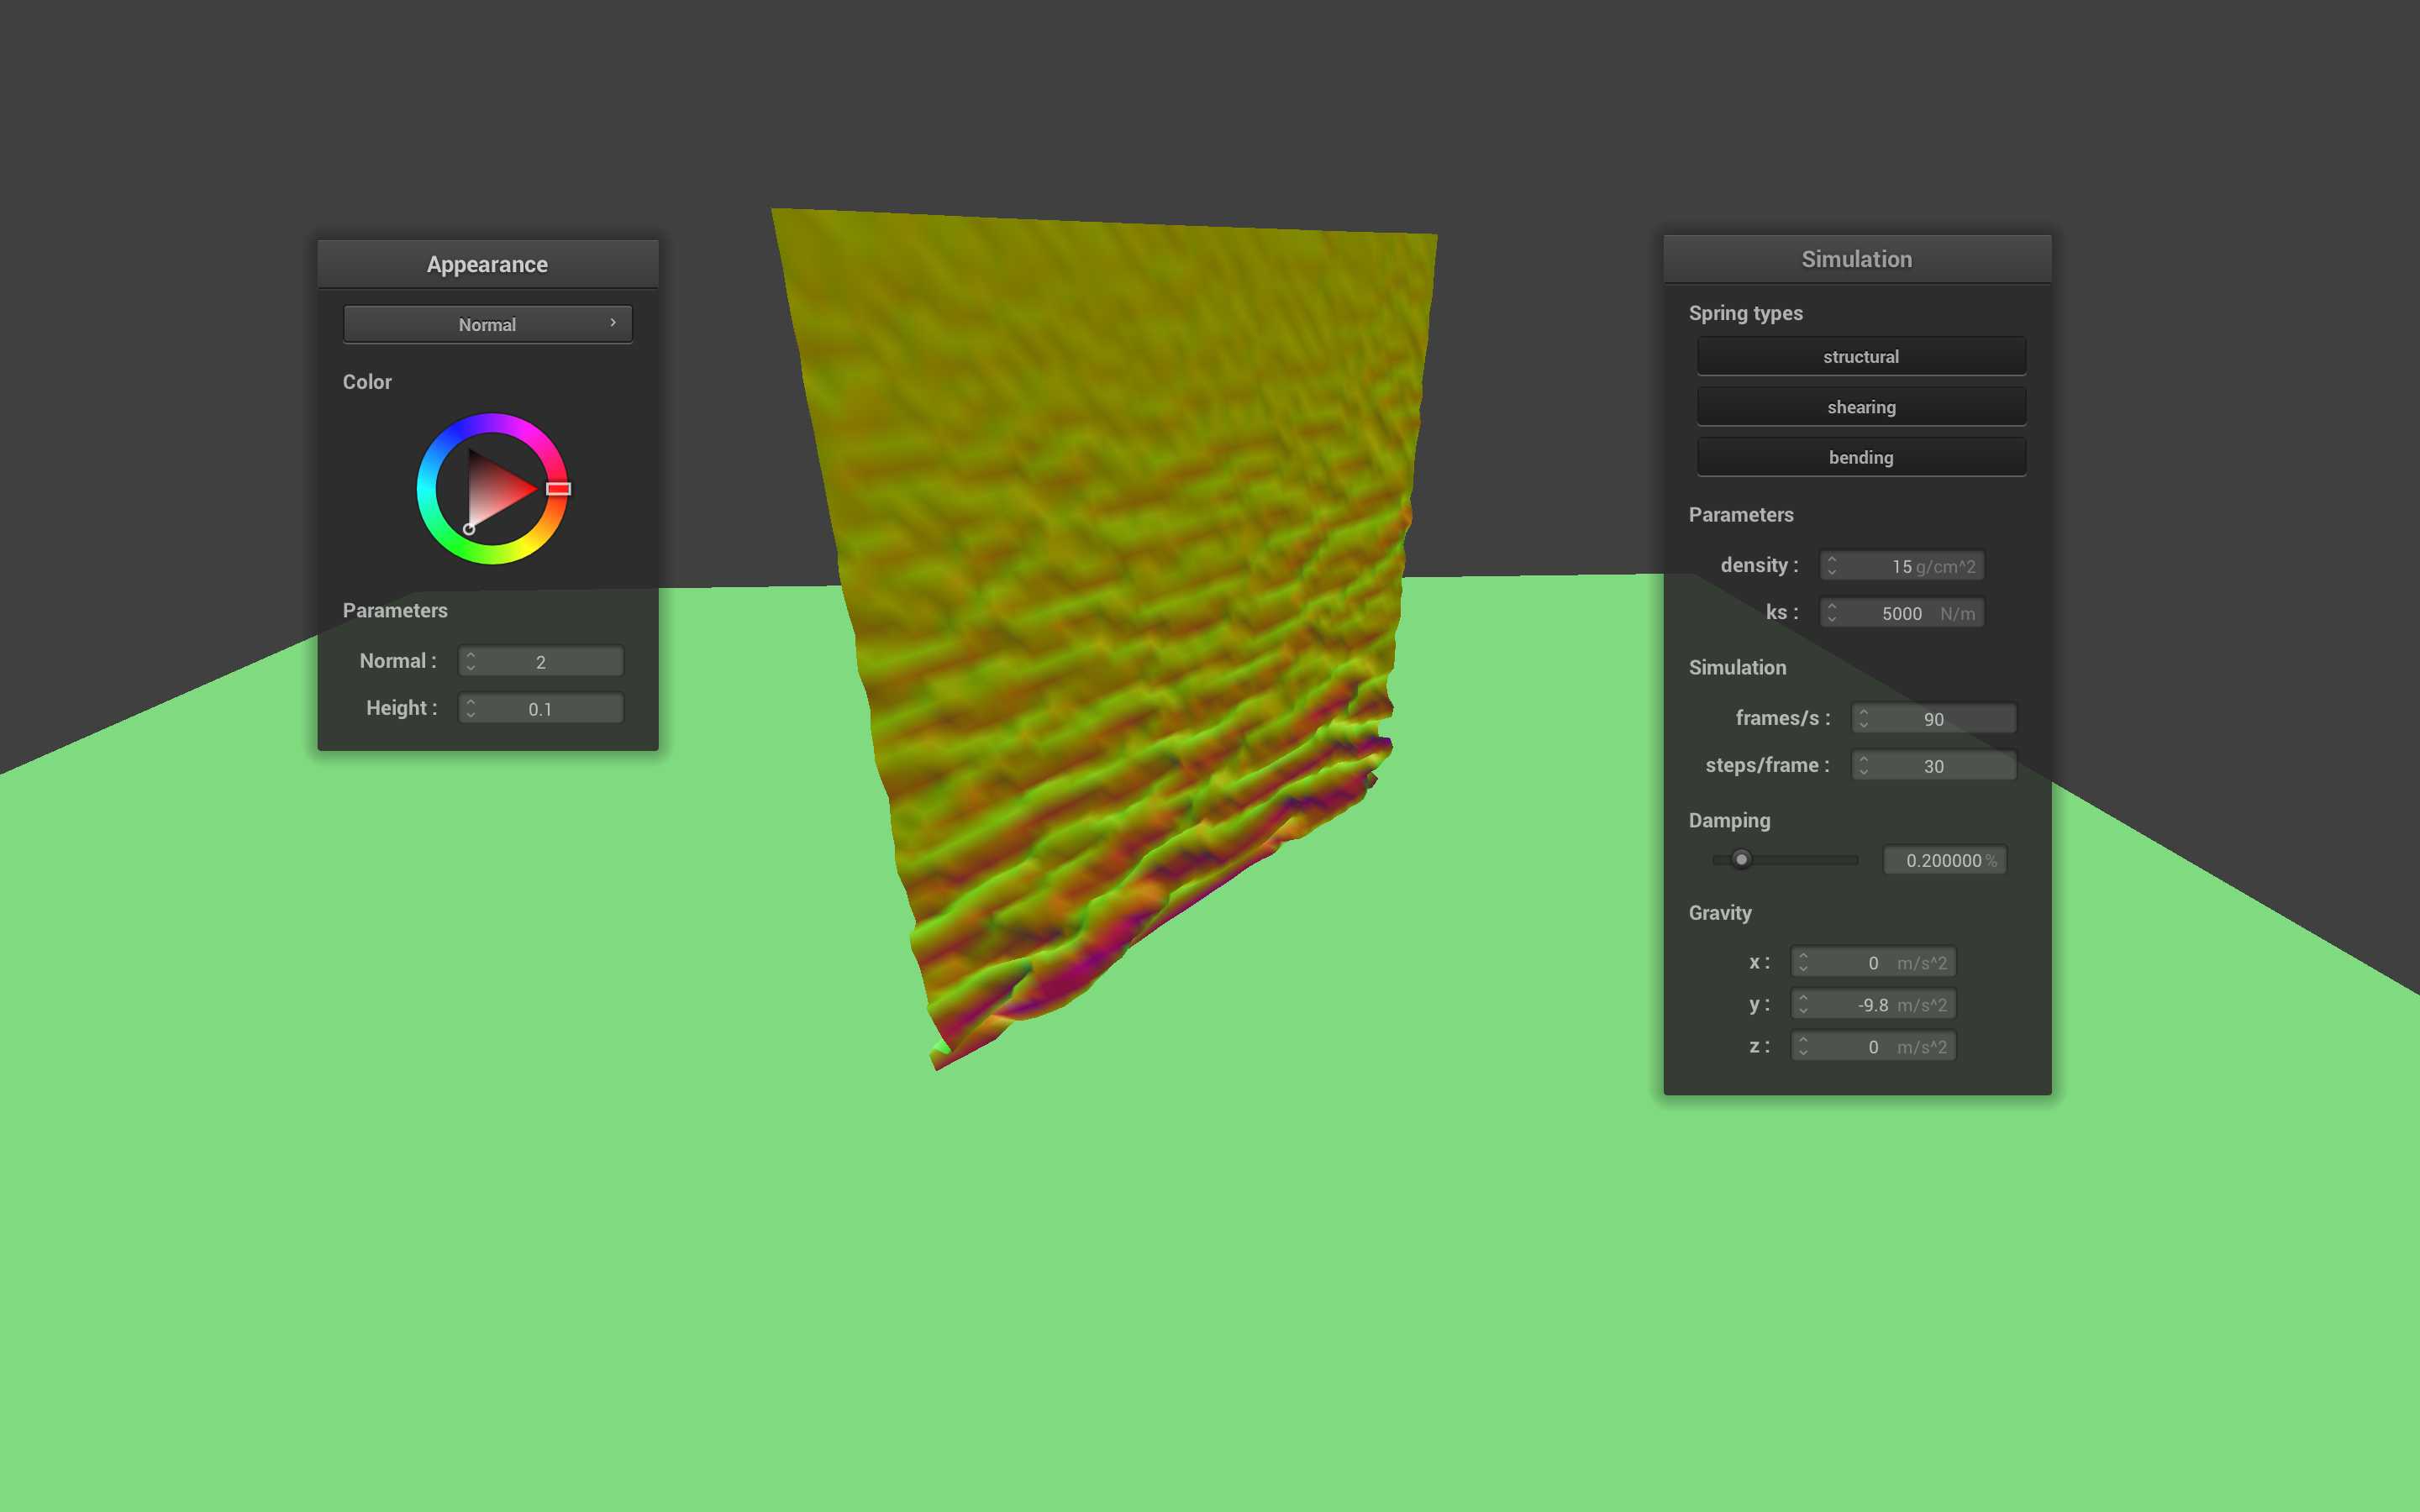 Appearance
Normal
Color
Parameters
Normal : 2
Height : 0.1
Simulation
Spring types
structural
shearing
bending
Parameters
density : 15 g/cm^2
ks : 5000 N/m
Simulation
frames/s : 90
steps/frame : 30
Damping
0.200000 %
Gravity
x : 0 m/s^2
y : -9.8 m/s^2
z : 0 m/s^2